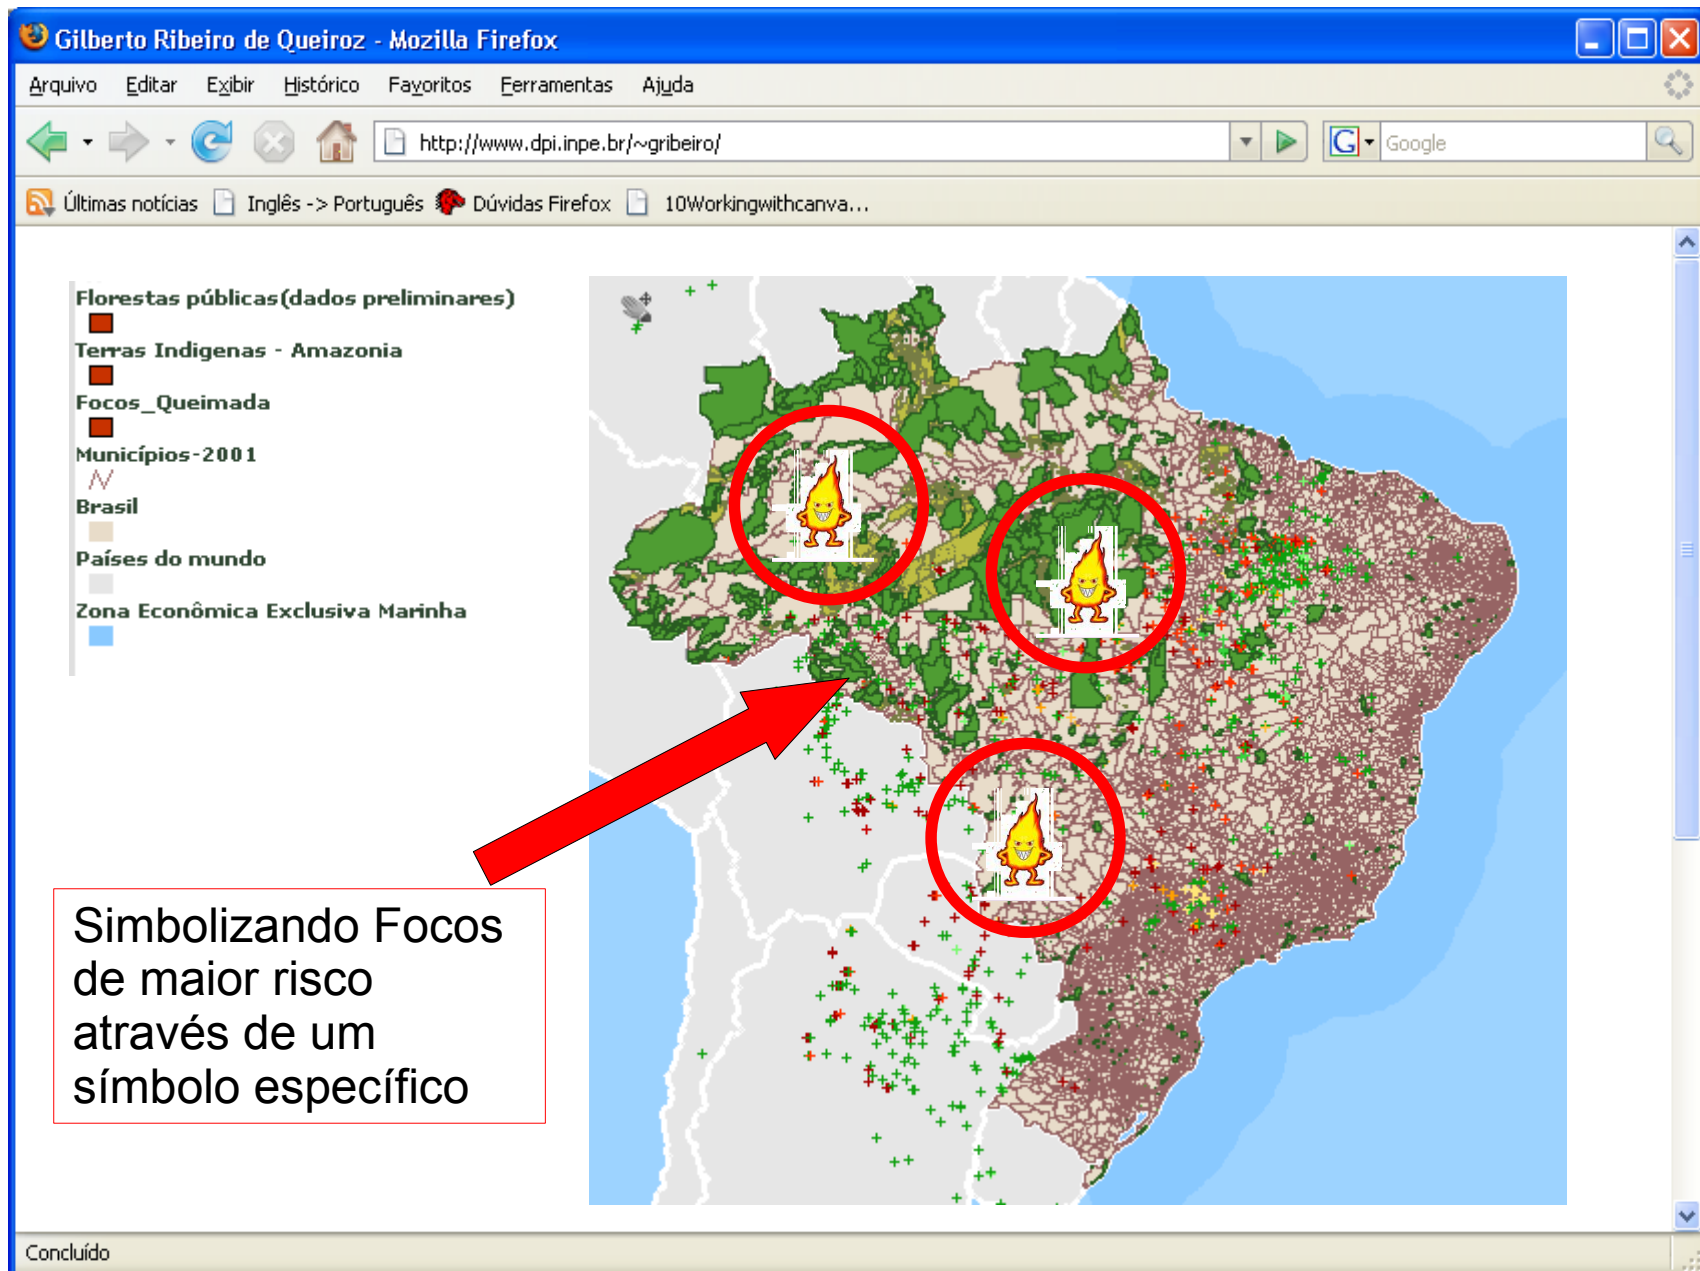 Gilberto Ribeiro de Queiroz - Mozilla Firefox
Arquivo Editar Exibir Histórico Favoritos Ferramentas Ajuda
http://www.dpi.inpe.br/~gribeiro/ G Google
Últimas notícias Inglês -> Português Dúvidas Firefox 10Workingwithcanva...
Florestas públicas(dados preliminares)
Terras Indigenas - Amazonia
Focos_Queimada
Municípios-2001
Brasil
Países do mundo
Zona Econômica Exclusiva Marinha
Simbolizando Focos
de maior risco
através de um
símbolo específico
Concluído